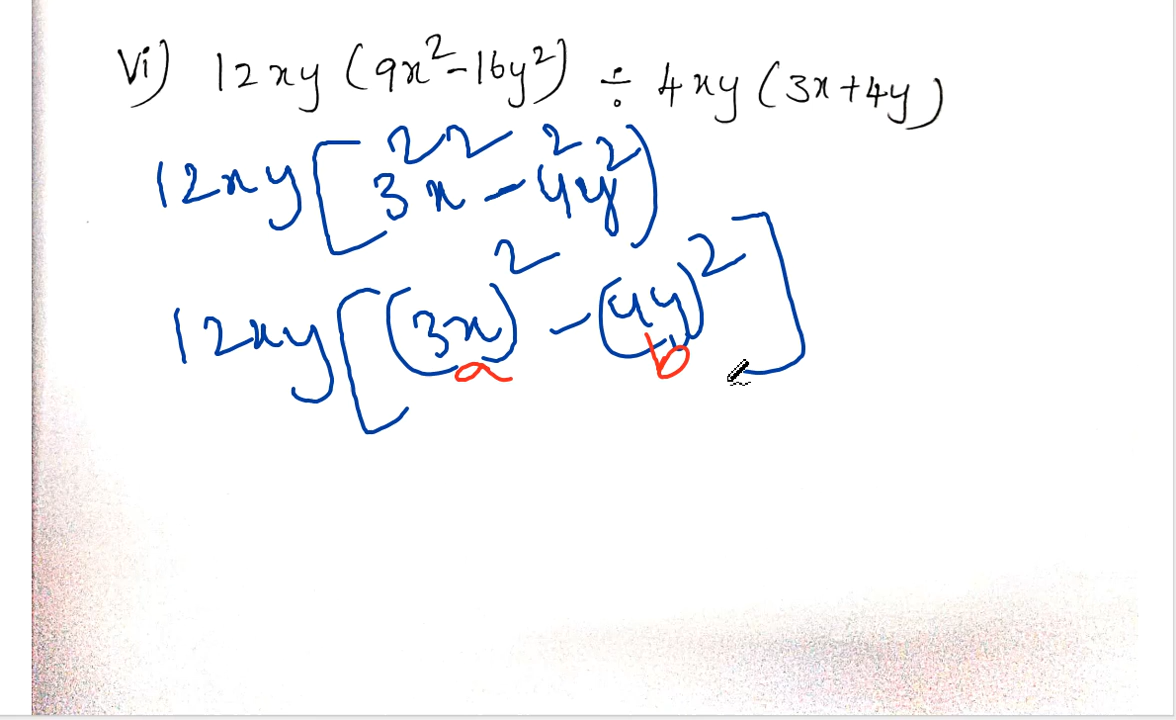 Vi) 12xy (9x²-16y²) ÷ 4xy (3x+4y)
12xy [3²x² - 4²y²)
12xy [(3x)² - (4y)²]
a b